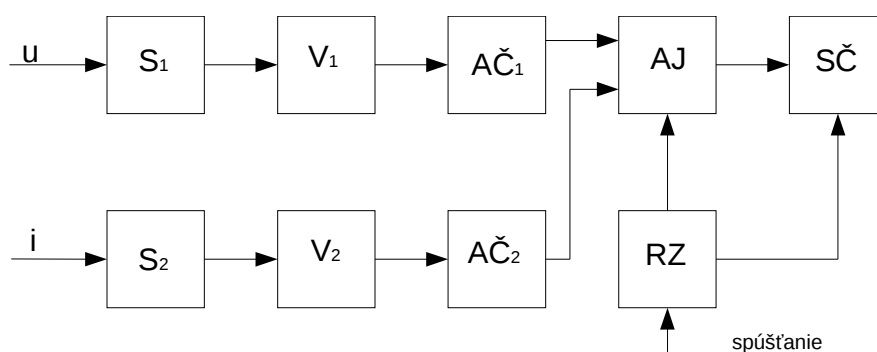 u
S₁
V₁
AČ₁
AJ
SČ
i
S₂
V₂
AČ₂
RZ
spúšťanie